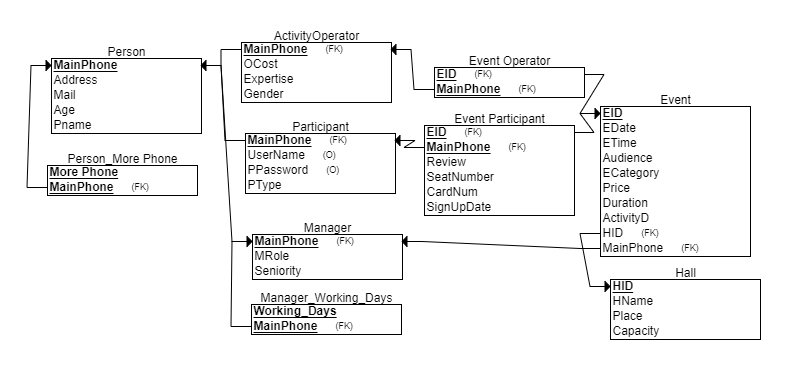 Person
MainPhone
Address
Mail
Age
Pname
Person_More Phone
More Phone
MainPhone (FK)
ActivityOperator
MainPhone (FK)
OCost
Expertise
Gender
Participant
MainPhone (FK)
UserName (O)
PPassword (O)
PType
Manager
MainPhone (FK)
MRole
Seniority
Manager_Working_Days
Working_Days
MainPhone (FK)
Event Operator
EID (FK)
MainPhone (FK)
Event Participant
EID (FK)
MainPhone (FK)
Review
SeatNumber
CardNum
SignUpDate
Event
EID
EDate
ETime
Audience
ECategory
Price
Duration
ActivityD
HID (FK)
MainPhone (FK)
Hall
HID
HName
Place
Capacity